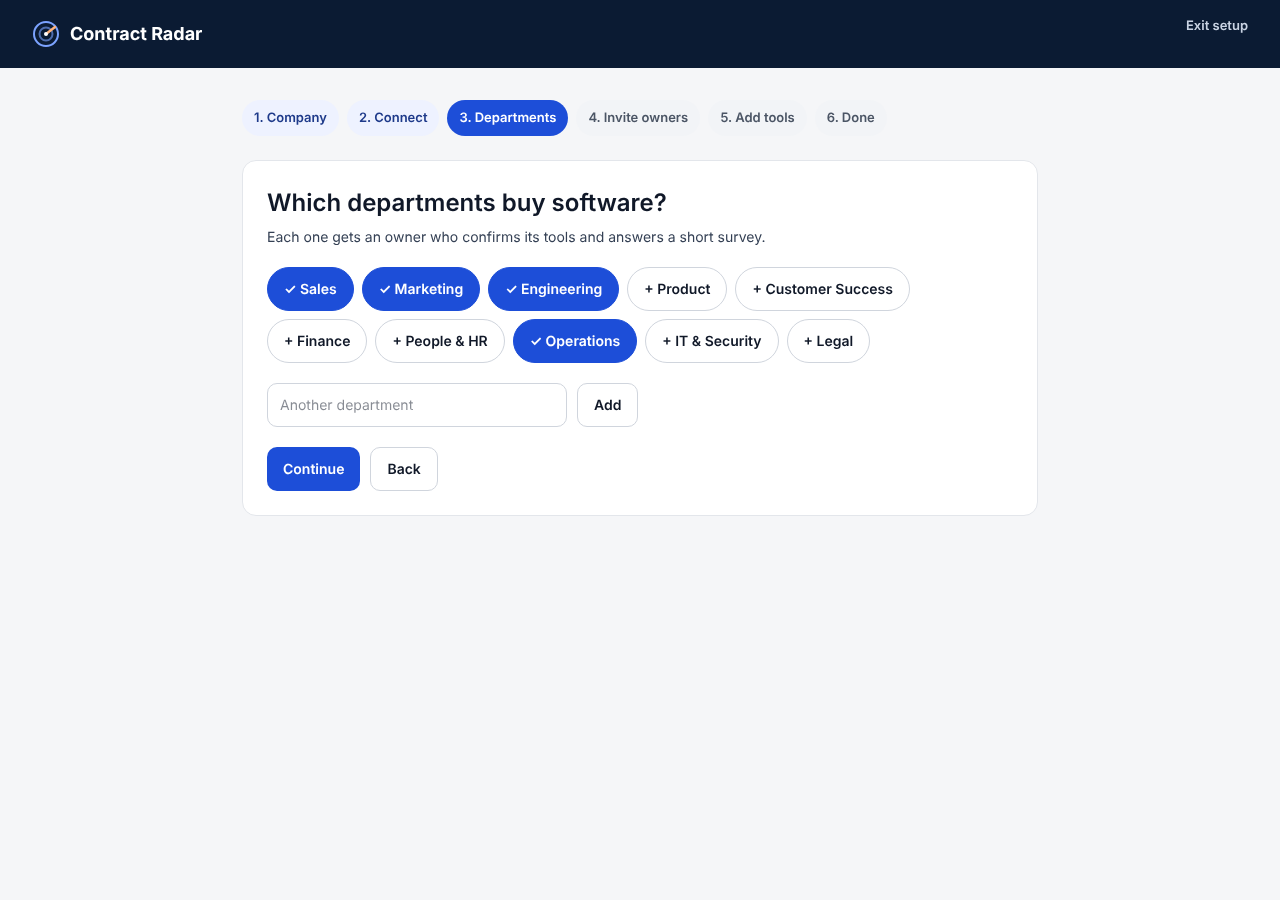 Contract Radar
Exit setup
1. Company
2. Connect
3. Departments
4. Invite owners
5. Add tools
6. Done
Which departments buy software?
Each one gets an owner who confirms its tools and answers a short survey.
✓ Sales
✓ Marketing
✓ Engineering
+ Product
+ Customer Success
+ Finance
+ People & HR
✓ Operations
+ IT & Security
+ Legal
Another department
Add
Continue
Back